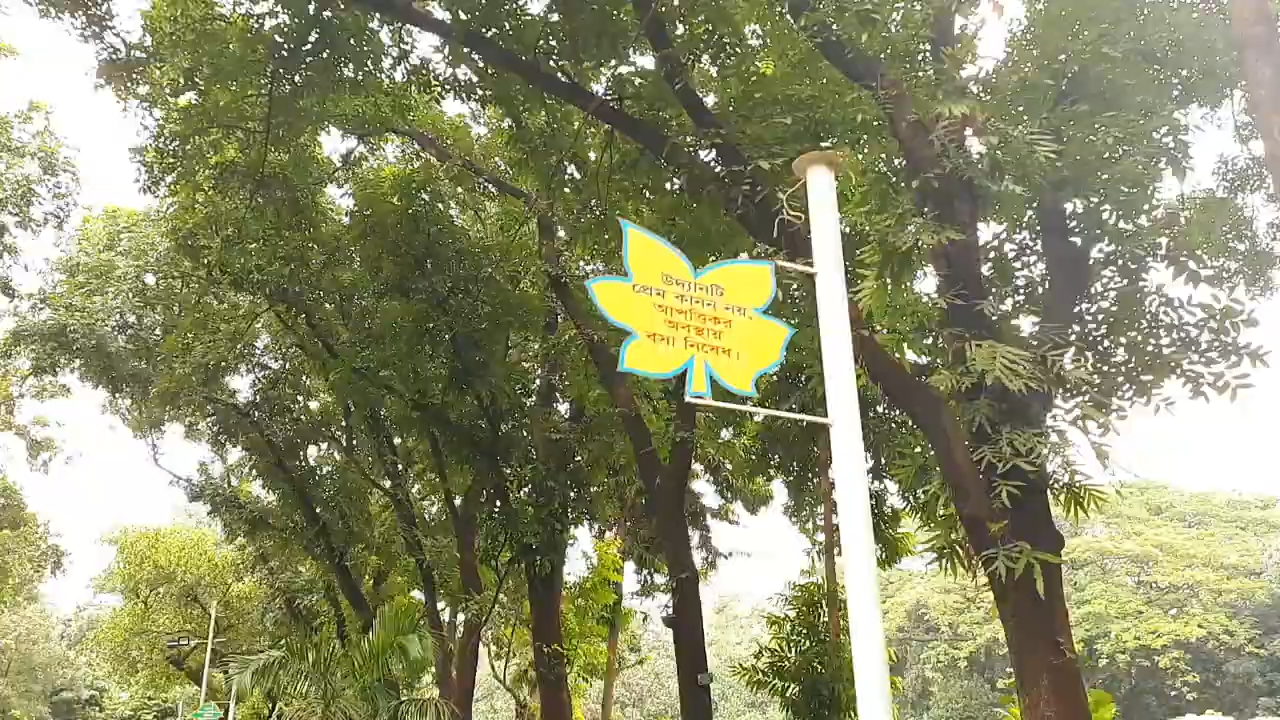 উদ্যানটি
প্রেম কানন নয়,
আপত্তিকর
অবস্থায়
বসা নিষেধ।